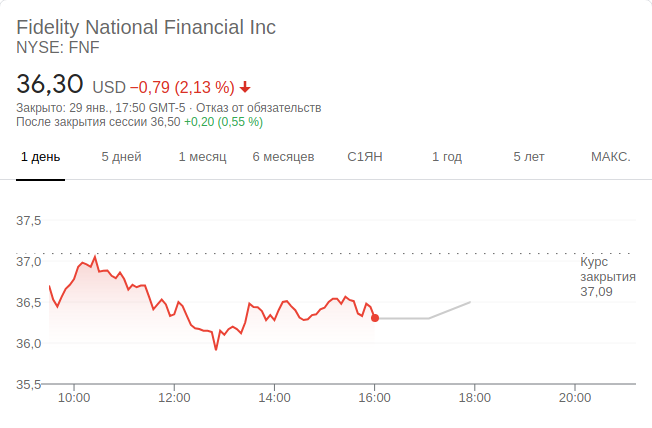 Fidelity National Financial Inc
NYSE: FNF
36,30 USD −0,79 (2,13 %)
Закрыто: 29 янв., 17:50 GMT-5 · Отказ от обязательств
После закрытия сессии 36,50 +0,20 (0,55 %)
1 день 5 дней 1 месяц 6 месяцев С1ЯН 1 год 5 лет МАКС.
37,5
37,0
36,5
36,0
35,5
Курс
закрытия
37,09
10:00 12:00 14:00 16:00 18:00 20:00